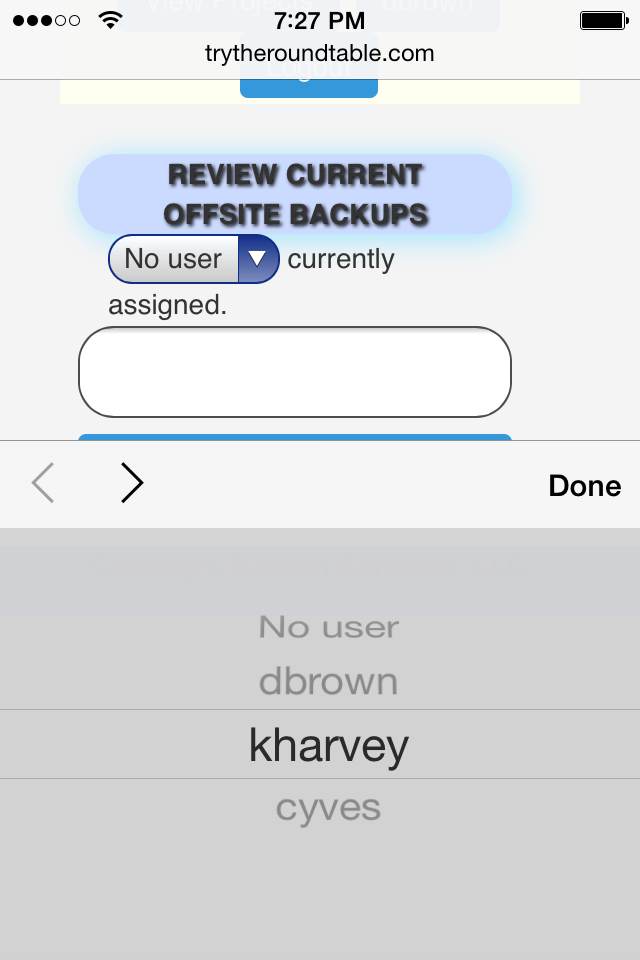 7:27 PM
trytheroundtable.com
Logout
REVIEW CURRENT
OFFSITE BACKUPS
No user currently
assigned.
Done
No user
dbrown
kharvey
cyves